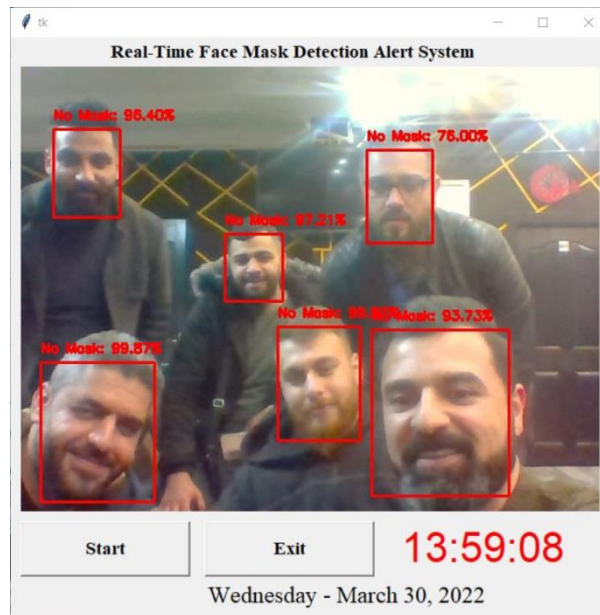 tk
Real-Time Face Mask Detection Alert System
No Mask: 96.40%
No Mask: 76.00%
No Mask: 97.21%
No Mask:
Mask: 93.73%
No Mask: 99.87%
Start
Exit
13:59:08
Wednesday - March 30, 2022